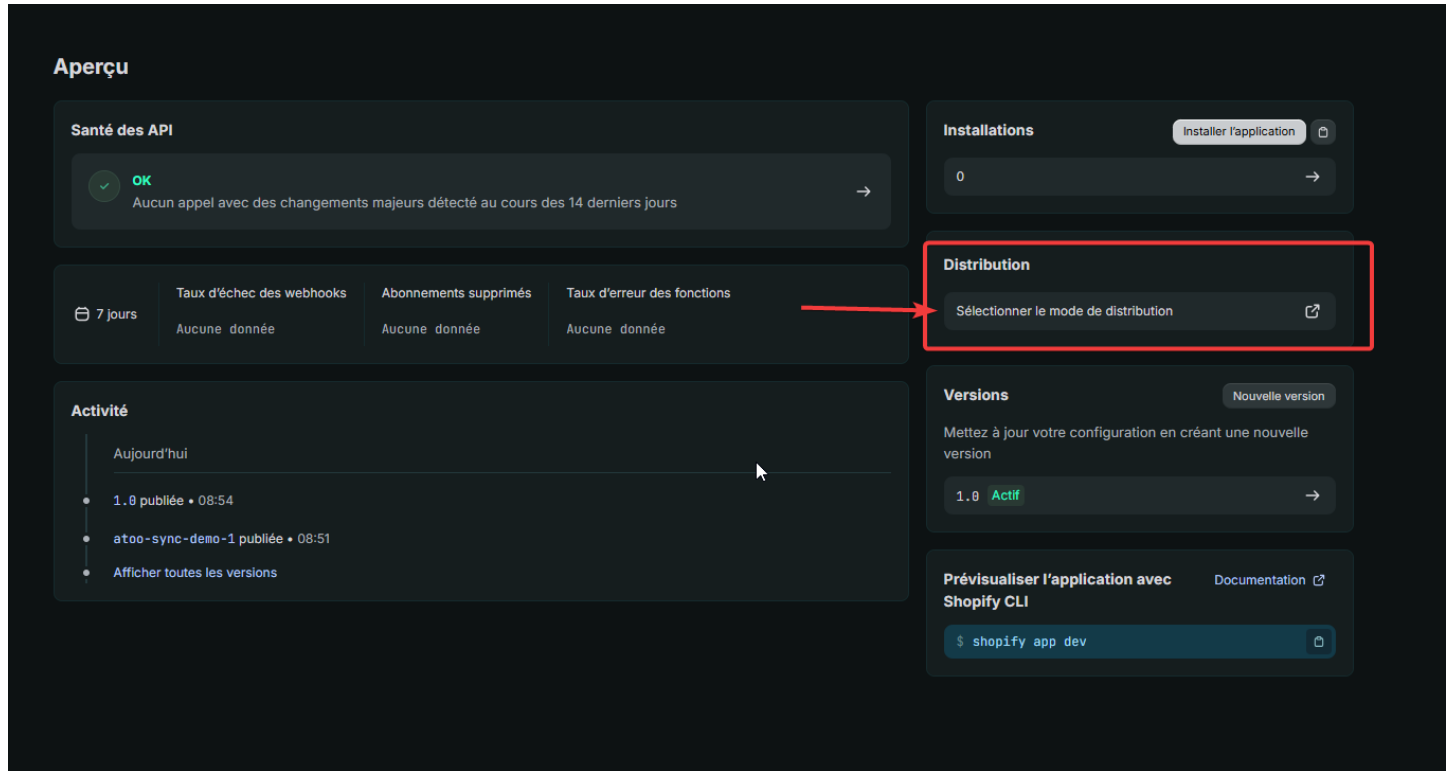 Aperçu
Santé des API
OK
Aucun appel avec des changements majeurs détecté au cours des 14 derniers jours
7 jours
Taux d'échec des webhooks
Aucune donnée
Abonnements supprimés
Aucune donnée
Taux d'erreur des fonctions
Aucune donnée
Activité
Aujourd'hui
1.0 publiée • 08:54
atoo-sync-demo-1 publiée • 08:51
Afficher toutes les versions
Installations
Installer l'application
0
Distribution
Sélectionner le mode de distribution
Versions
Nouvelle version
Mettez à jour votre configuration en créant une nouvelle
version
1.0 Actif
Prévisualiser l'application avec
Shopify CLI
Documentation
$ shopify app dev